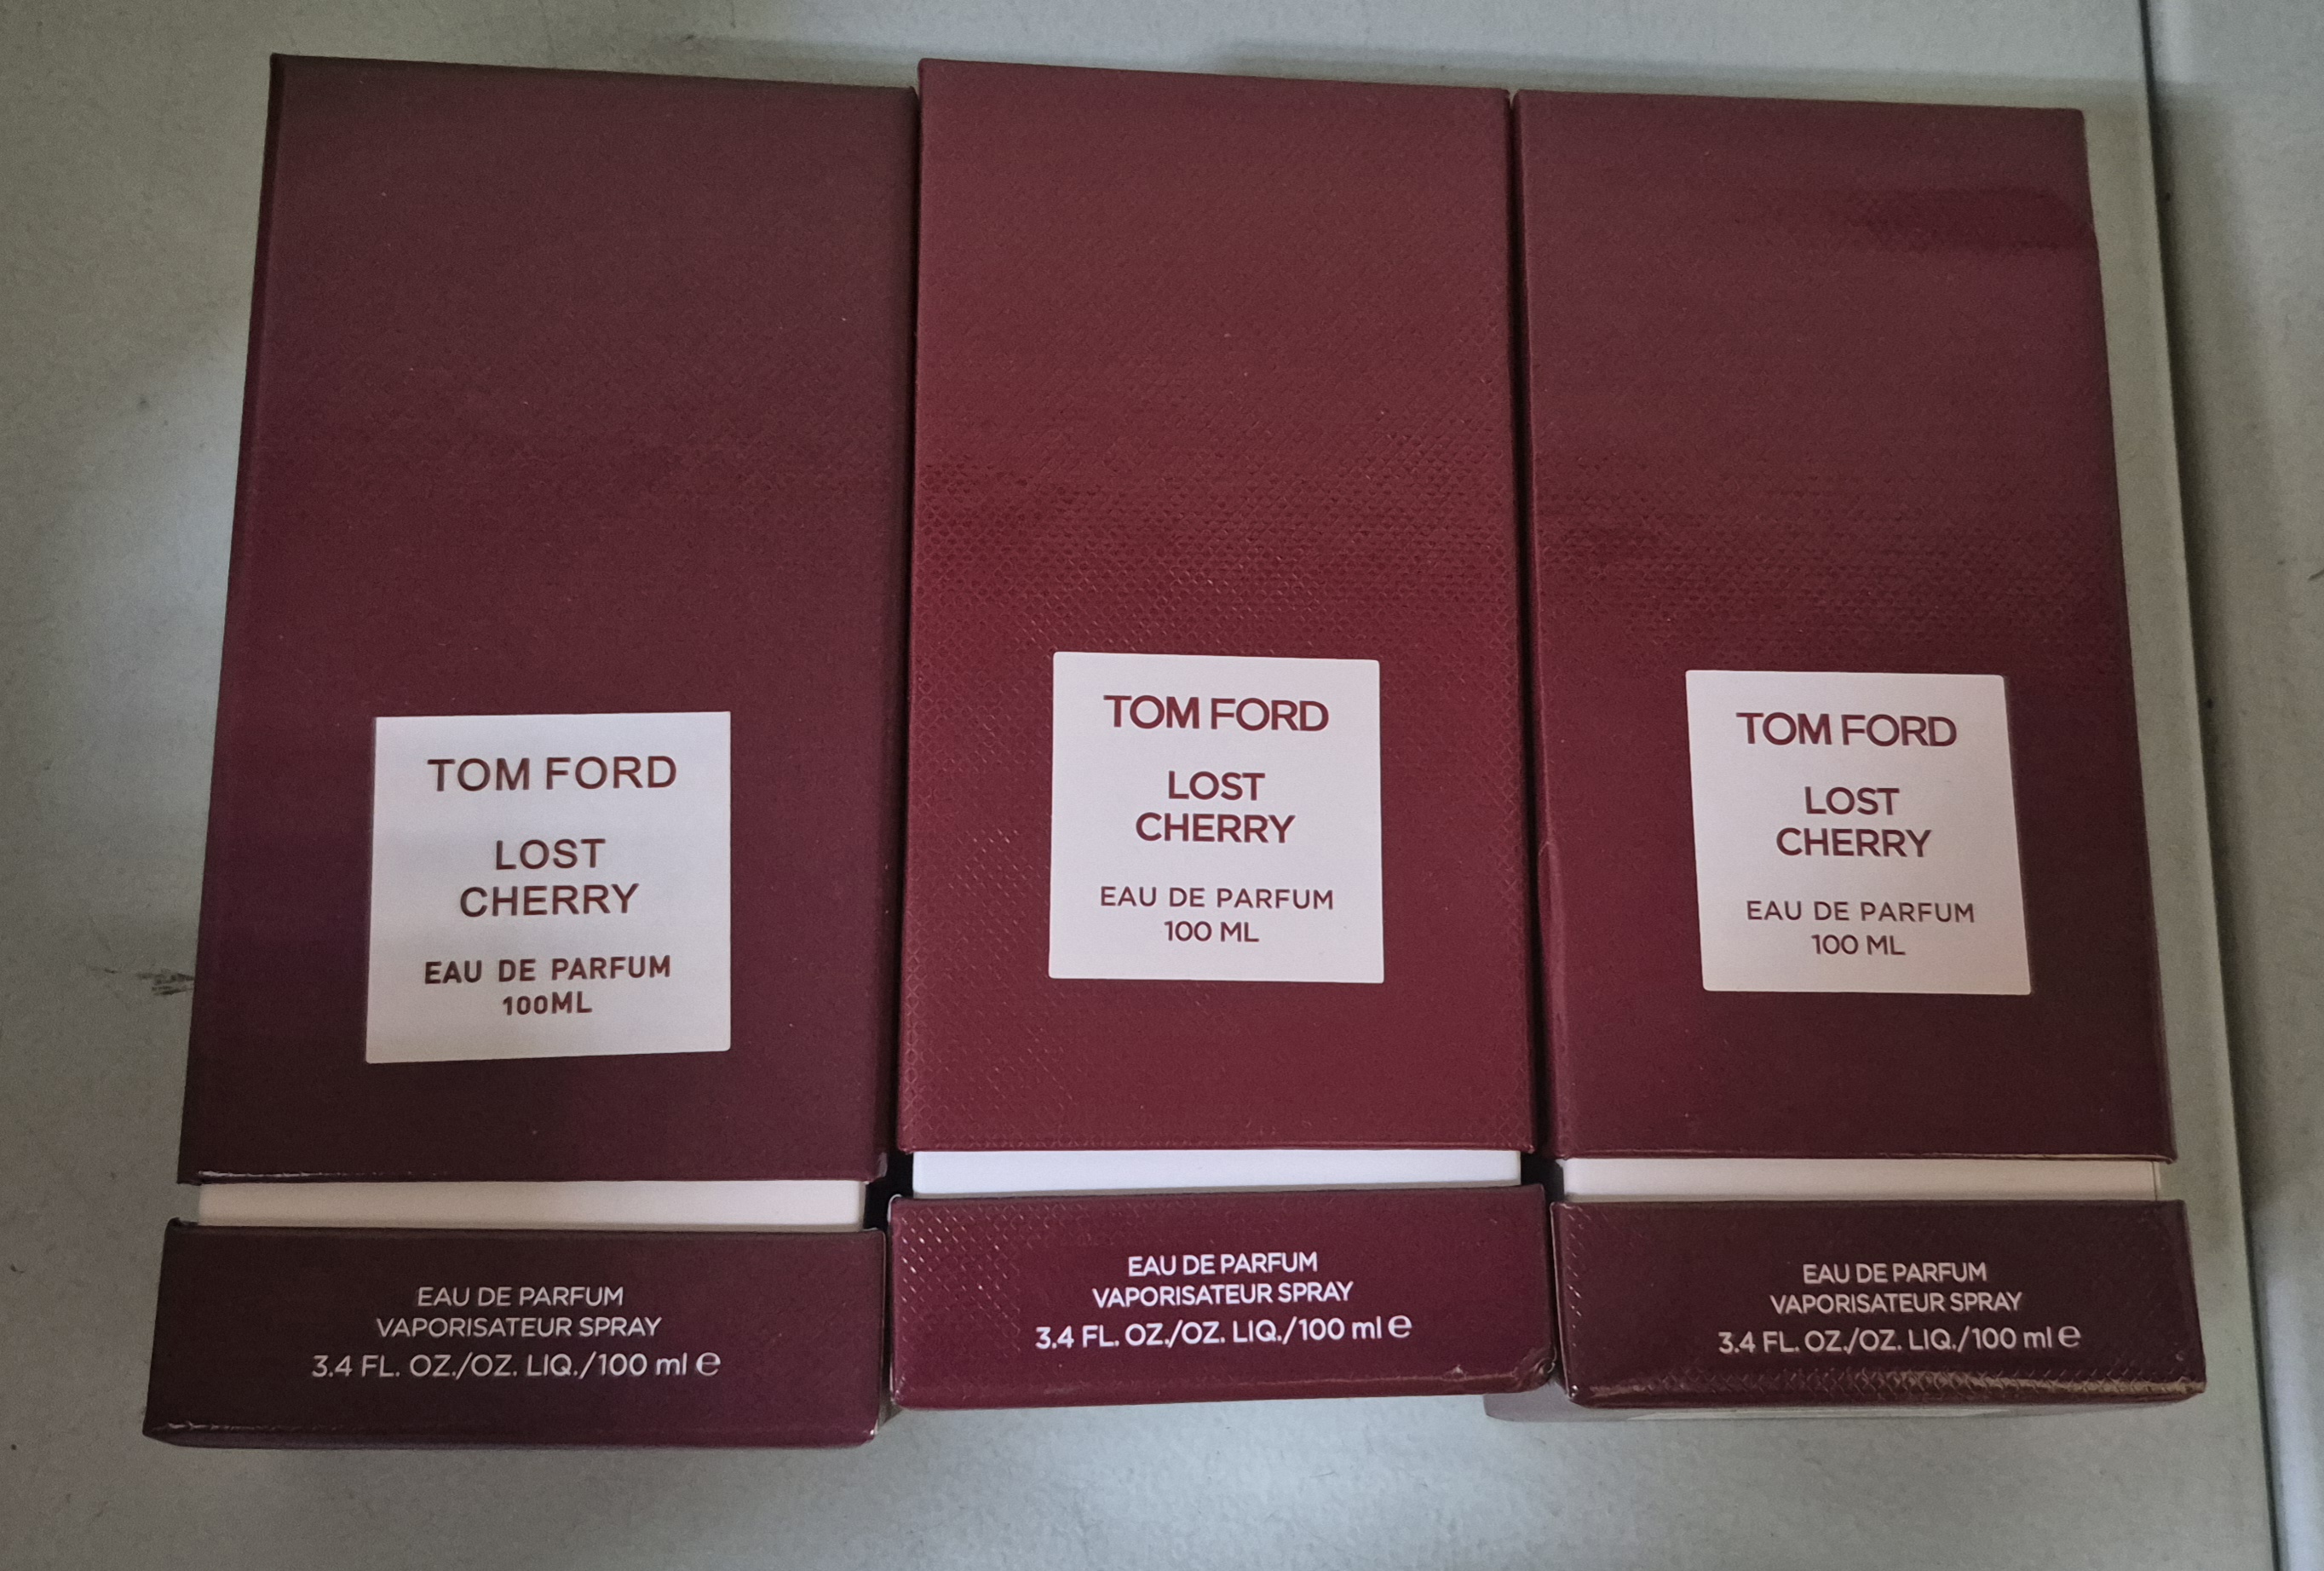 TOM FORD
LOST
CHERRY
EAU DE PARFUM
100ML
EAU DE PARFUM
VAPORISATEUR SPRAY
3.4 FL. OZ./OZ. LIQ./100 ml ℮
TOM FORD
LOST
CHERRY
EAU DE PARFUM
100 ML
EAU DE PARFUM
VAPORISATEUR SPRAY
3.4 FL. OZ./OZ. LIQ./100 ml ℮
TOM FORD
LOST
CHERRY
EAU DE PARFUM
100 ML
EAU DE PARFUM
VAPORISATEUR SPRAY
3.4 FL. OZ./OZ. LIQ./100 ml ℮